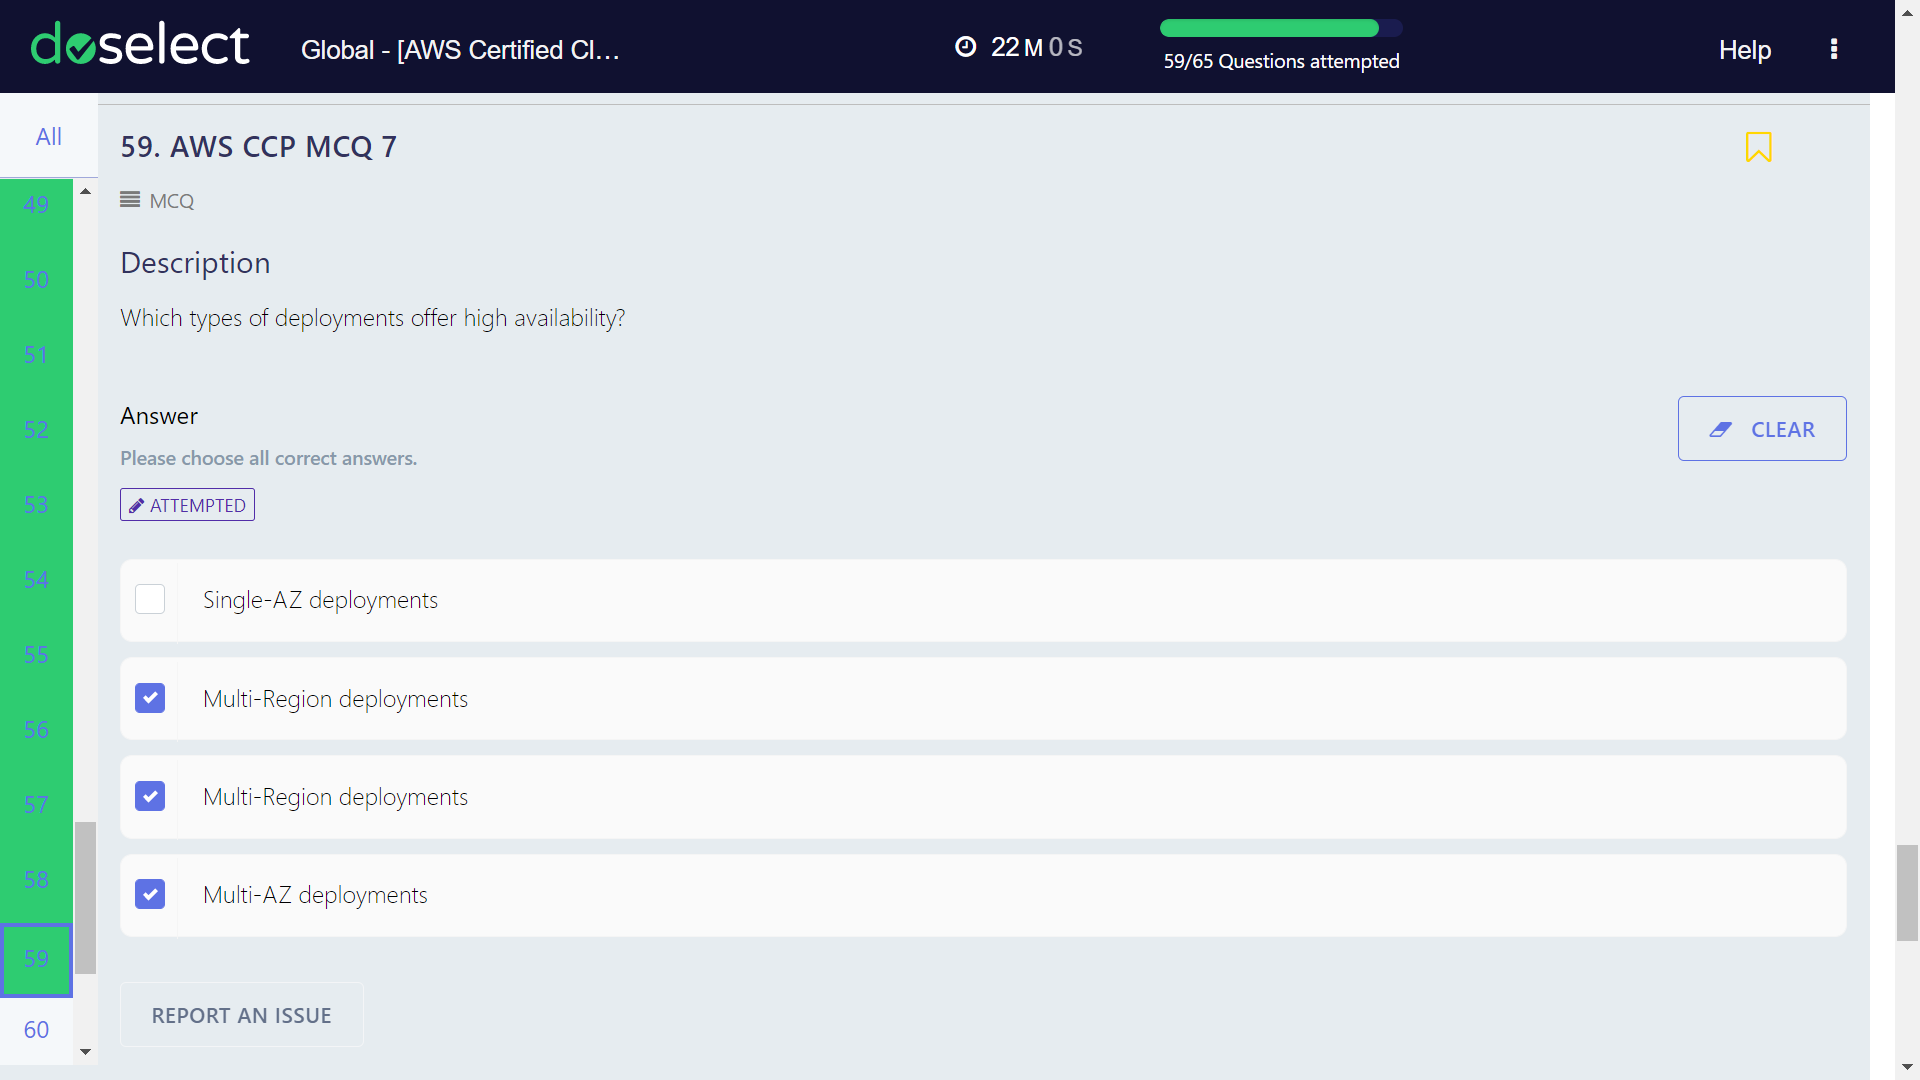 doselect
Global - [AWS Certified Cl...
22 M 0 S
59/65 Questions attempted
Help
All
49
50
51
52
53
54
55
56
57
58
59
60
59. AWS CCP MCQ 7
MCQ
Description
Which types of deployments offer high availability?
Answer
Please choose all correct answers.
CLEAR
ATTEMPTED
Single-AZ deployments
Multi-Region deployments
Multi-Region deployments
Multi-AZ deployments
REPORT AN ISSUE